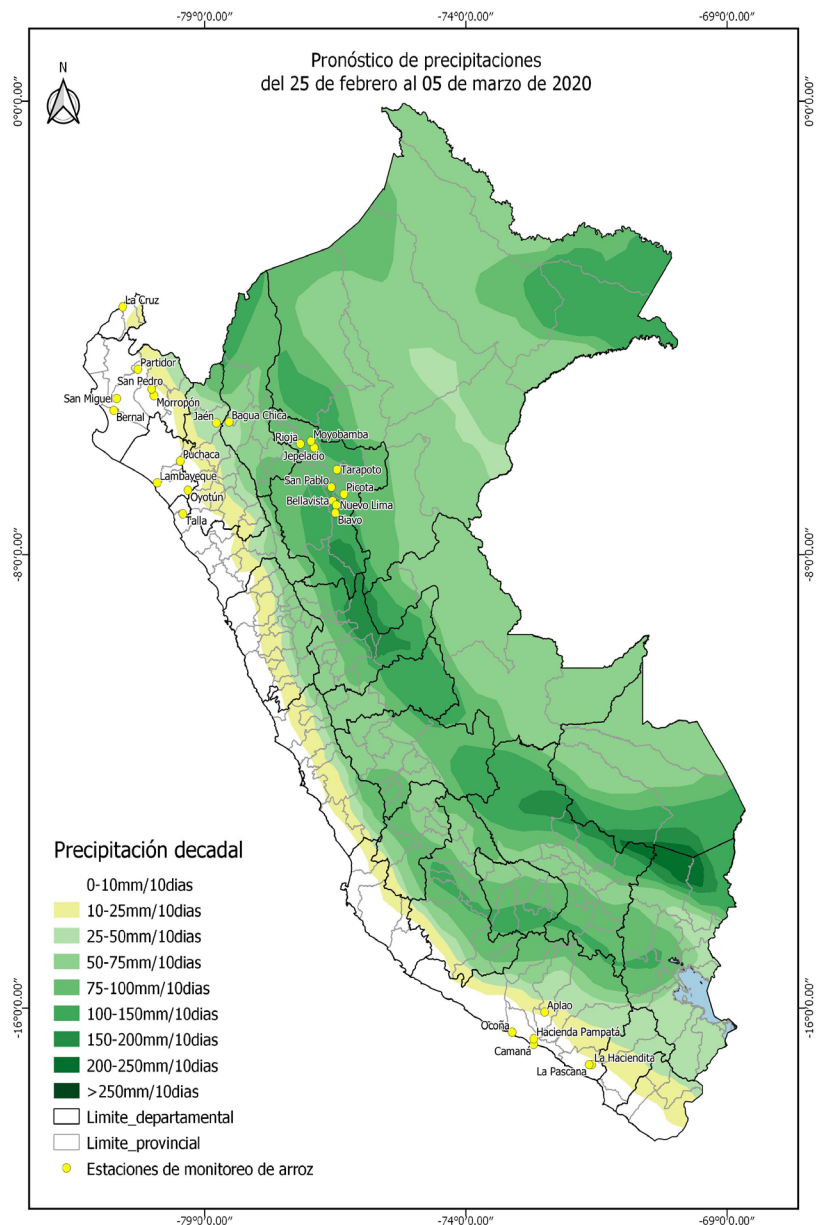 -79°0'0.00"
-74°0'0.00"
-69°0'0.00"
Pronóstico de precipitaciones
del 25 de febrero al 05 de marzo de 2020
N
0°0'0.00"
0°0'0.00"
La Cruz
Partidor
San Pedro
San Miguel
Morropón
Bernal
Jaén
Bagua Chica
Rioja
Moyobamba
Jepelacio
Puchaca
Tarapoto
Lambayeque
San Pablo
Picota
Oyotún
Bellavista
Nuevo Lima
Talla
Biavo
-8°0'0.00"
-8°0'0.00"
Precipitación decadal
0-10mm/10dias
10-25mm/10dias
25-50mm/10dias
50-75mm/10dias
75-100mm/10dias
100-150mm/10dias
150-200mm/10dias
200-250mm/10dias
>250mm/10dias
Limite_departamental
Limite_provincial
Estaciones de monitoreo de arroz
-16°0'0.00"
-16°0'0.00"
Aplao
Ocoña
Hacienda Pampatá
Camaná
La Haciendita
La Pascana
-79°0'0.00"
-74°0'0.00"
-69°0'0.00"